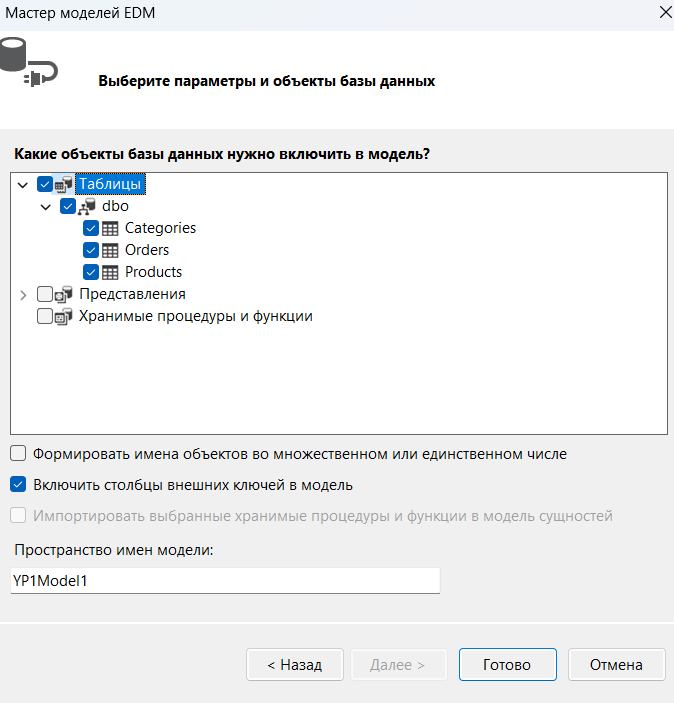 Мастер моделей EDM
Выберите параметры и объекты базы данных
Какие объекты базы данных нужно включить в модель?
Таблицы
dbo
Categories
Orders
Products
Представления
Хранимые процедуры и функции
Формировать имена объектов во множественном или единственном числе
Включить столбцы внешних ключей в модель
Импортировать выбранные хранимые процедуры и функции в модель сущностей
Пространство имен модели:
YP1Model1
< Назад
Далее >
Готово
Отмена